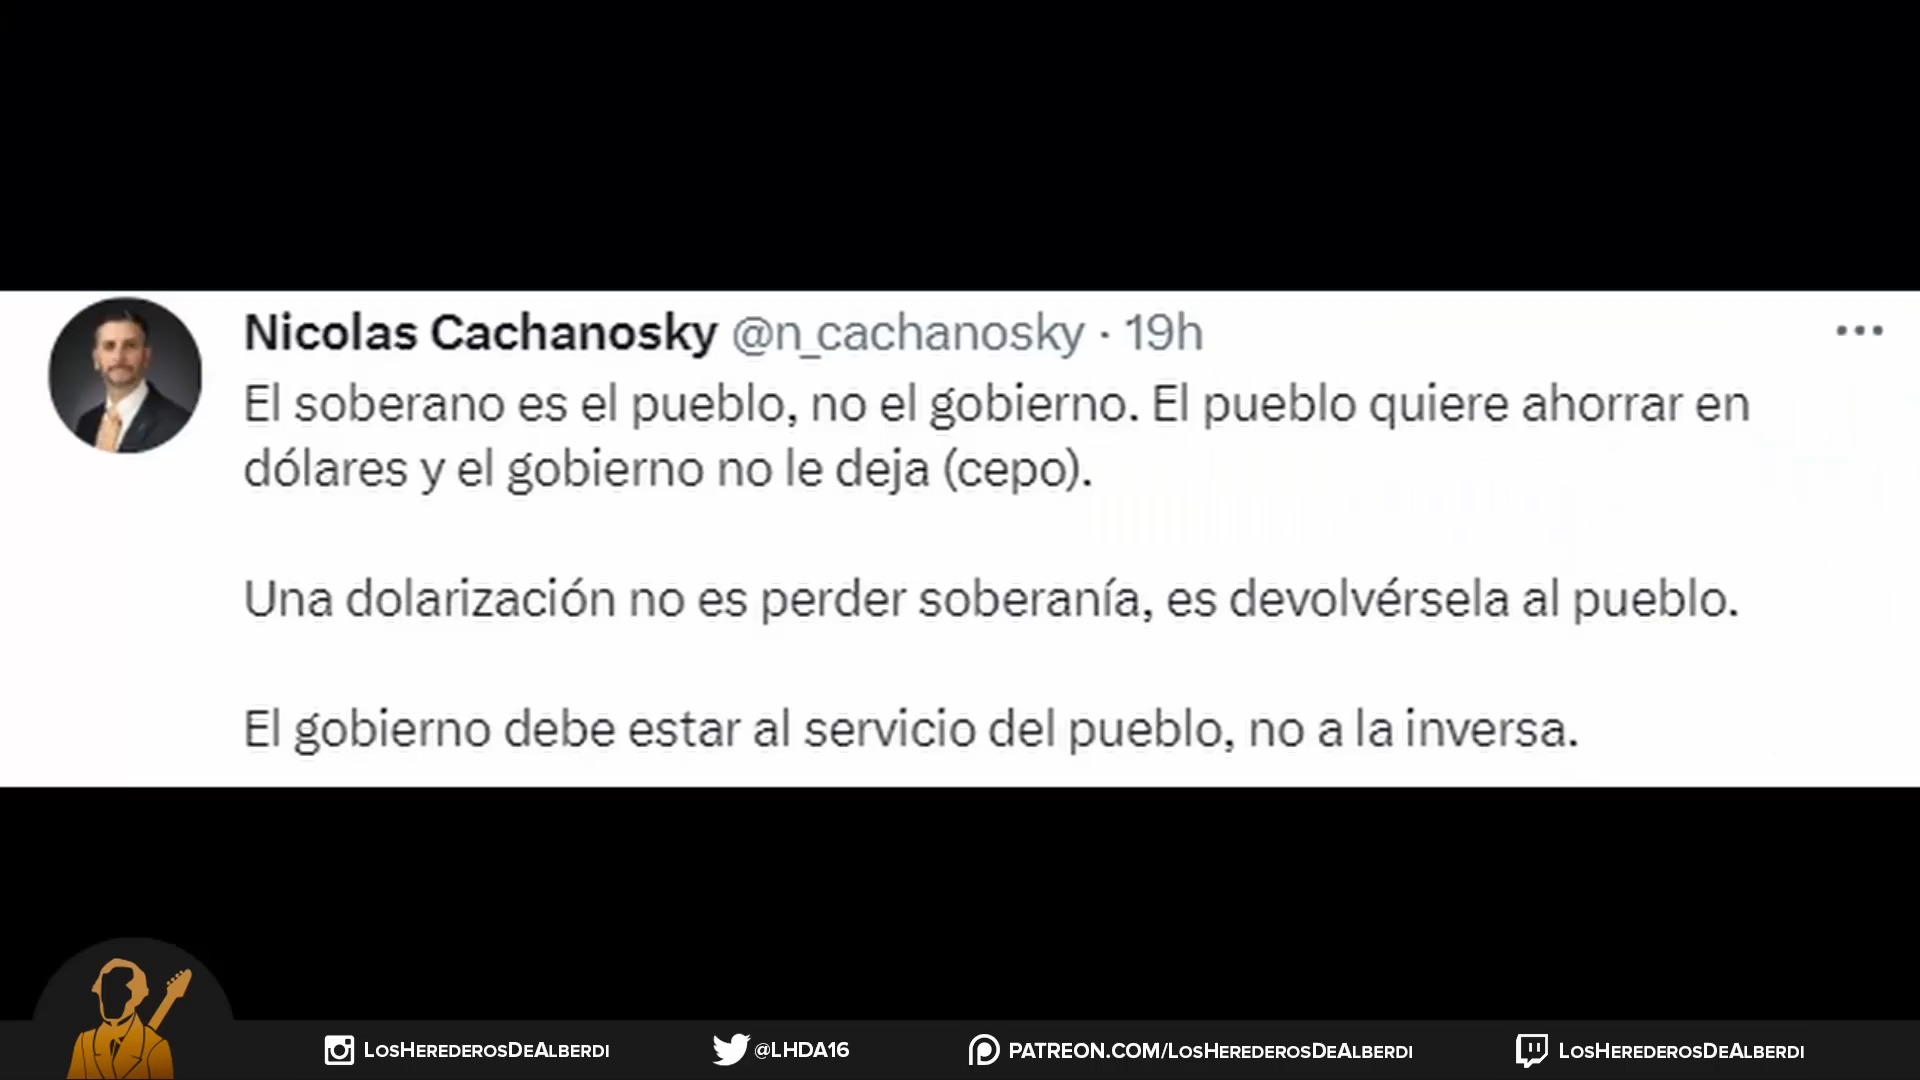 Nicolas Cachanosky @n_cachanosky · 19h
El soberano es el pueblo, no el gobierno. El pueblo quiere ahorrar en
dólares y el gobierno no le deja (cepo).
Una dolarización no es perder soberanía, es devolvérsela al pueblo.
El gobierno debe estar al servicio del pueblo, no a la inversa.
LosHerederosDeAlberdi @LHDA16 PATREON.COM/LosHerederosDeAlberdi LosHerederosDeAlberdi